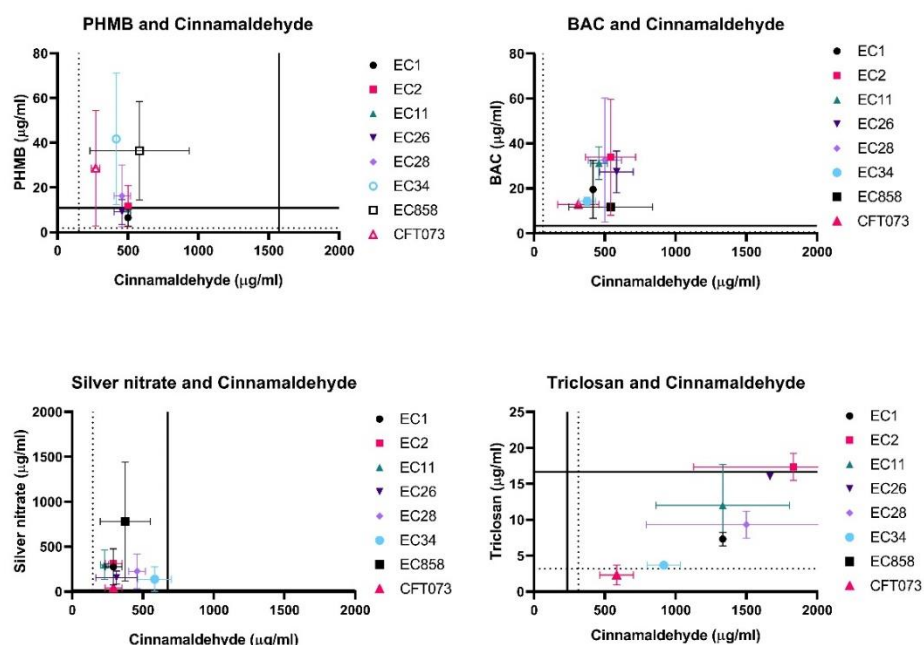 PHMB and Cinnamaldehyde
PHMB (µg/ml)
80
60
40
20
0
0 500 1000 1500 2000
Cinnamaldehyde (µg/ml)
EC1
EC2
EC11
EC26
EC28
EC34
EC858
CFT073
BAC and Cinnamaldehyde
BAC (µg/ml)
80
60
40
20
0
0 500 1000 1500 2000
Cinnamaldehyde (µg/ml)
EC1
EC2
EC11
EC26
EC28
EC34
EC858
CFT073
Silver nitrate and Cinnamaldehyde
Silver nitrate (µg/ml)
2000
1500
1000
500
0
0 500 1000 1500 2000
Cinnamaldehyde (µg/ml)
EC1
EC2
EC11
EC26
EC28
EC34
EC858
CFT073
Triclosan and Cinnamaldehyde
Triclosan (µg/ml)
25
20
15
10
5
0
0 500 1000 1500 2000
Cinnamaldehyde (µg/ml)
EC1
EC2
EC11
EC26
EC28
EC34
EC858
CFT073